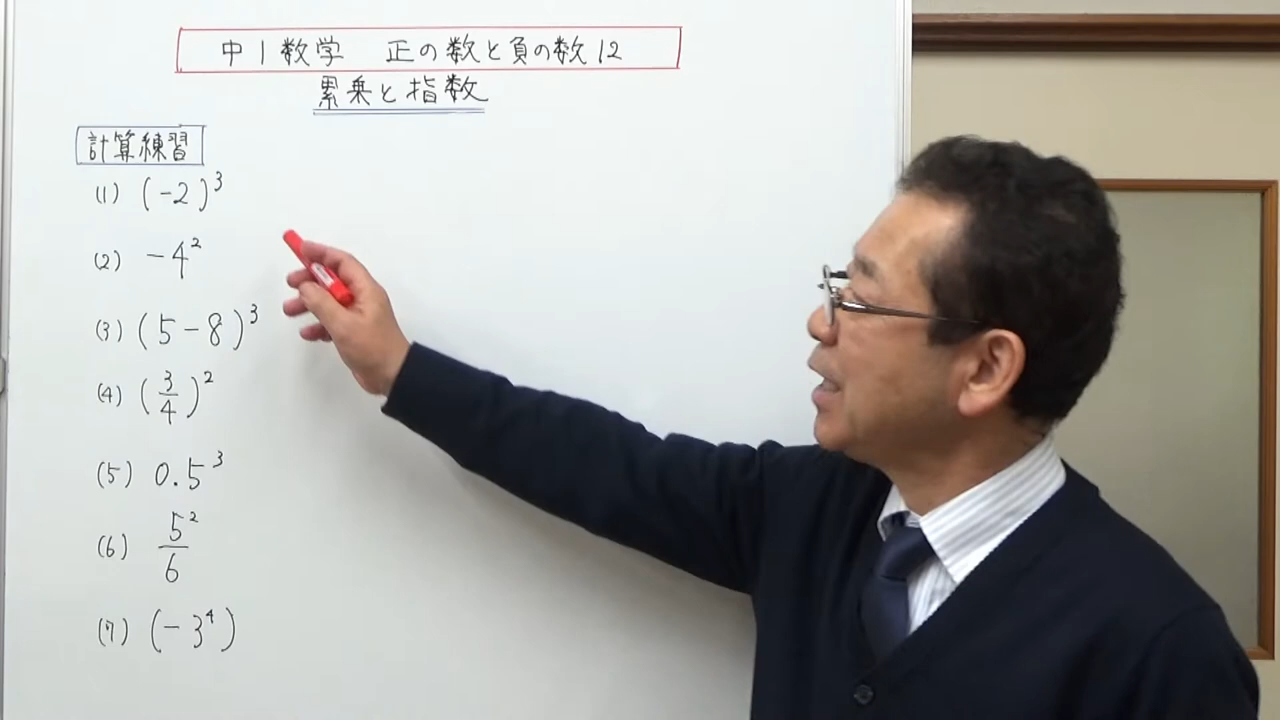 中1数学 正の数と負の数12
累乗と指数
計算練習
(1) (-2)³
(2) -4²
(3) (5-8)³
(4) (3/4)²
(5) 0.5³
(6) 5²/6
(7) (-3⁴)